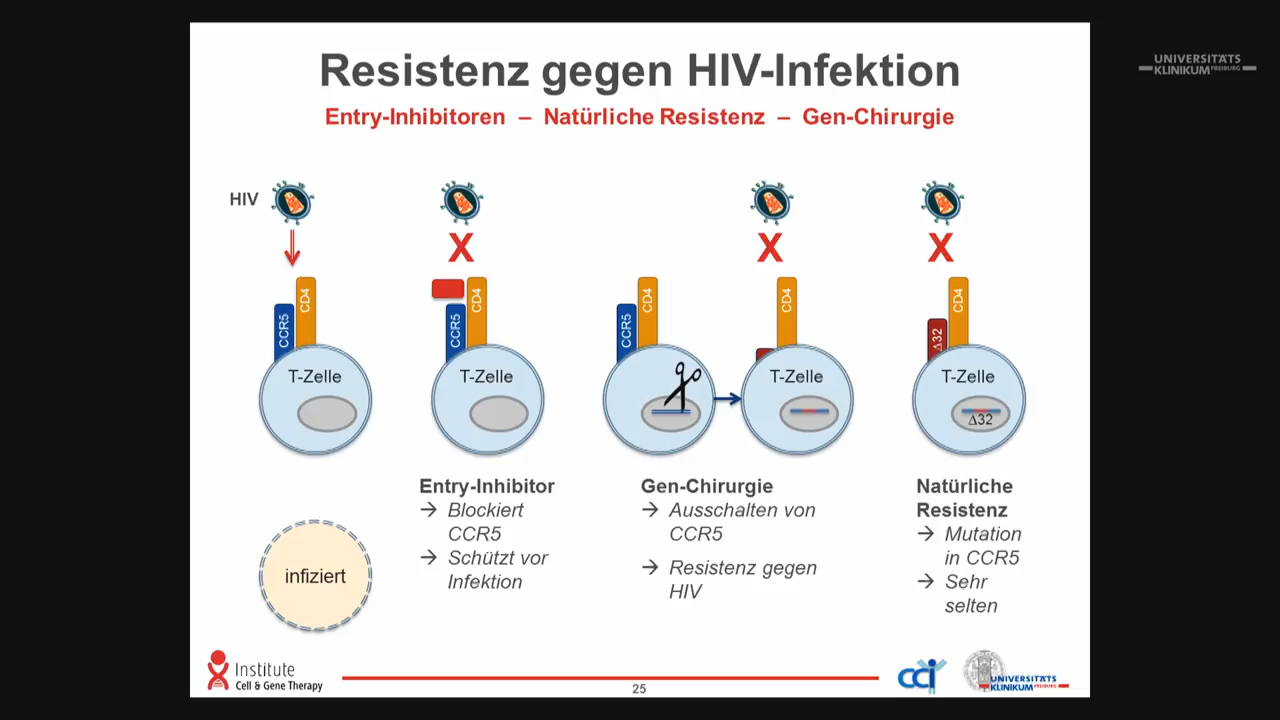 Resistenz gegen HIV-Infektion
Entry-Inhibitoren – Natürliche Resistenz – Gen-Chirurgie
UNIVERSITÄTS
KLINIKUM FREIBURG
HIV
X
X
X
CCR5
CD4
T-Zelle
CCR5
CD4
T-Zelle
CCR5
CD4
CD4
T-Zelle
Δ32
CD4
T-Zelle
Δ32
infiziert
Entry-Inhibitor
→ Blockiert
CCR5
→ Schützt vor
Infektion
Gen-Chirurgie
→ Ausschalten von
CCR5
→ Resistenz gegen
HIV
Natürliche
Resistenz
→ Mutation
in CCR5
→ Sehr
selten
Institute
Cell & Gene Therapy
25
cci
UNIVERSITÄTS
KLINIKUM FREIBURG